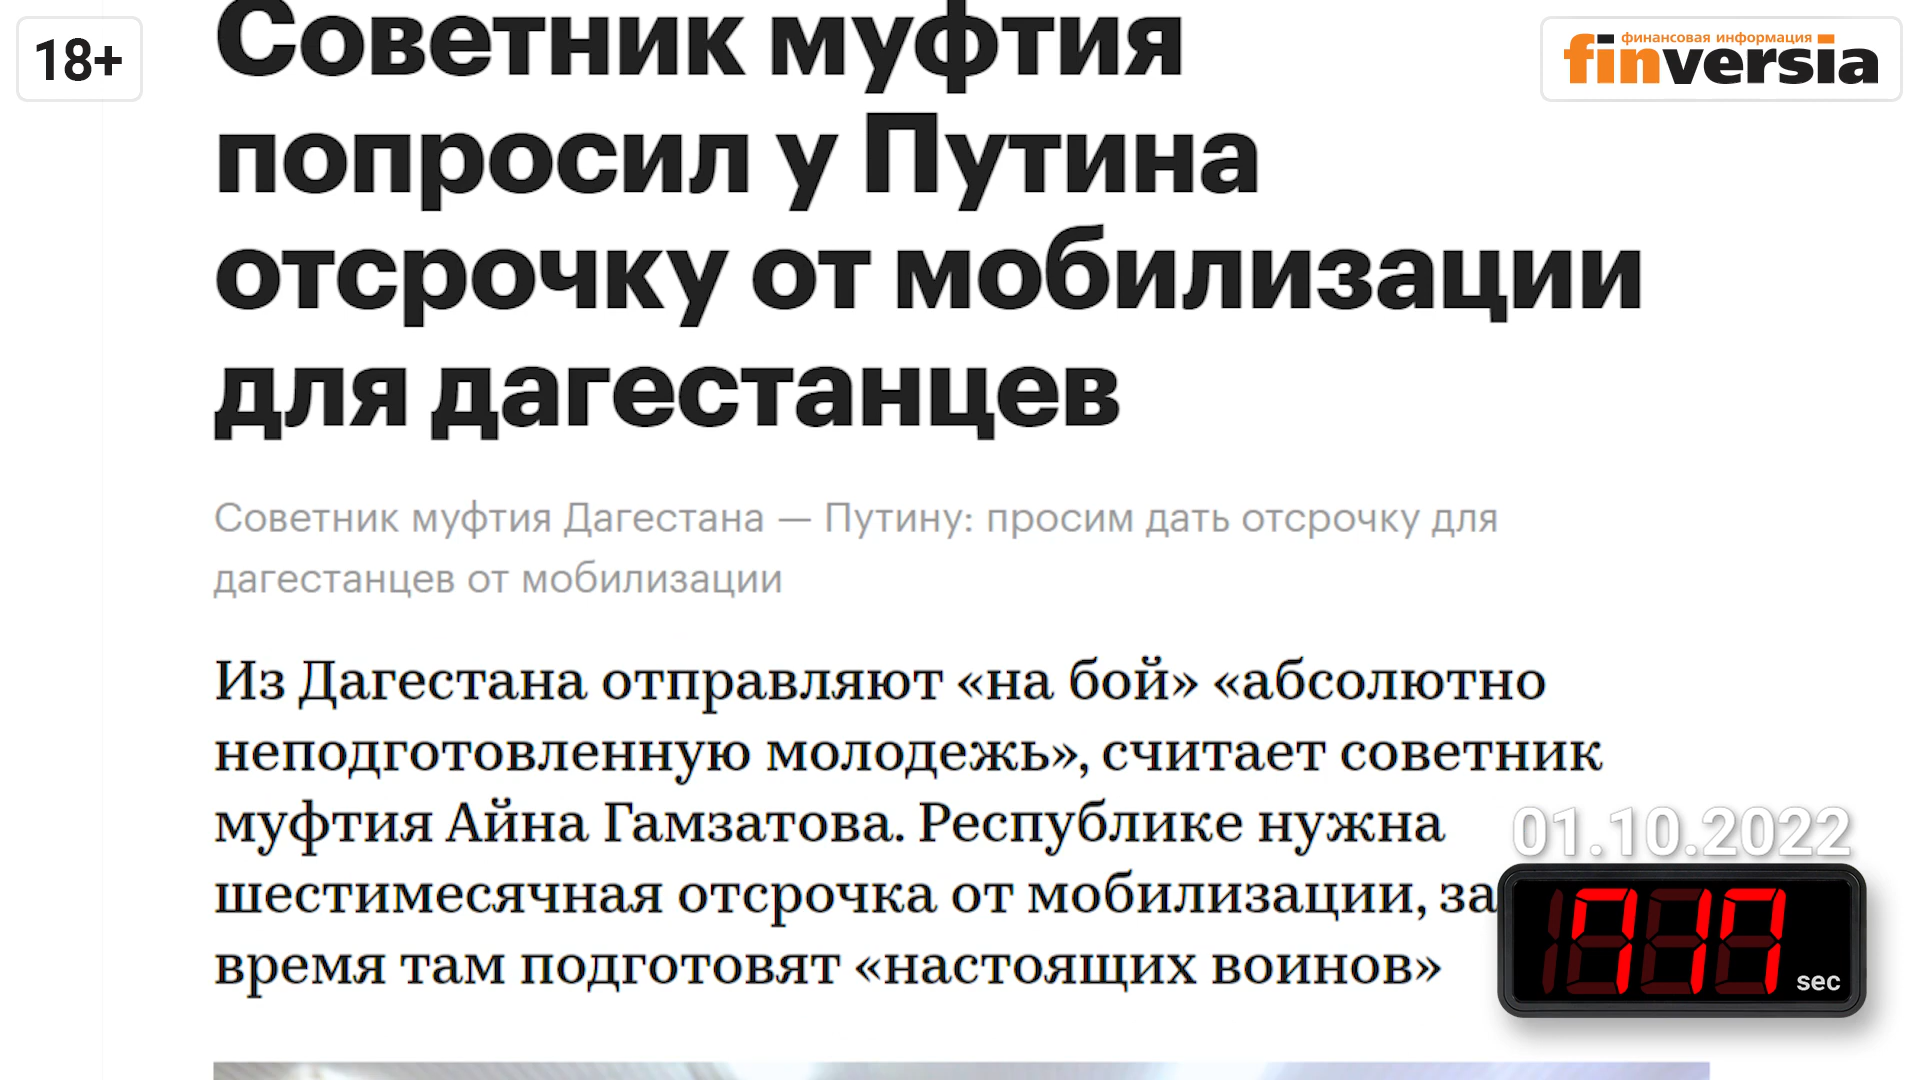 18+
финансовая информация
finversia
Советник муфтия
попросил у Путина
отсрочку от мобилизации
для дагестанцев
Советник муфтия Дагестана — Путину: просим дать отсрочку для
дагестанцев от мобилизации
Из Дагестана отправляют «на бой» «абсолютно
неподготовленную молодежь», считает советник
муфтия Айна Гамзатова. Республике нужна
шестимесячная отсрочка от мобилизации, за
время там подготовят «настоящих воинов»
01.10.2022
717
sec